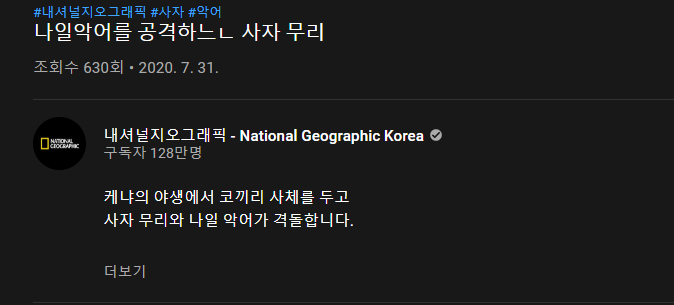 #내셔널지오그래픽 #사자 #악어
나일악어를 공격하느ㄴ 사자 무리
조회수 630회 • 2020. 7. 31.
NATIONAL GEOGRAPHIC
내셔널지오그래픽 - National Geographic Korea
구독자 128만명
케냐의 야생에서 코끼리 사체를 두고
사자 무리와 나일 악어가 격돌합니다.
더보기